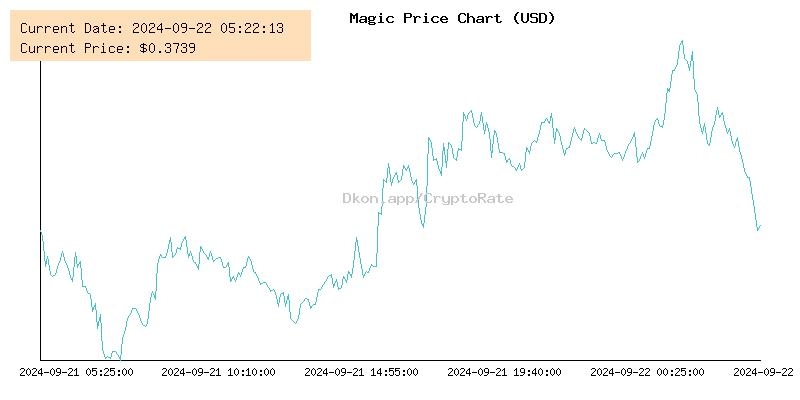 Magic Price Chart (USD)
Current Date: 2024-09-22 05:22:13
Current Price: $0.3739
Dkon.app/CryptoRate
2024-09-21 05:25:00 2024-09-21 10:10:00 2024-09-21 14:55:00 2024-09-21 19:40:00 2024-09-22 00:25:00 2024-09-22